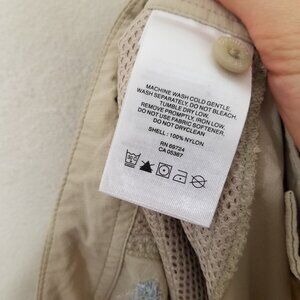 MACHINE WASH COLD GENTLE.
WASH SEPARATELY. DO NOT BLEACH.
TUMBLE DRY LOW.
REMOVE PROMPTLY. IRON LOW.
DO NOT USE FABRIC SOFTENER.
DO NOT DRYCLEAN
SHELL : 100% NYLON
RN 69724
CA 05367